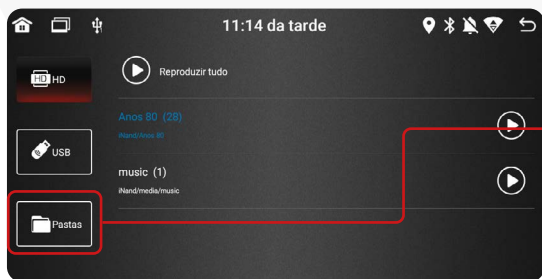 11:14 da tarde
HD HD
Reproduzir tudo
Anos 80 (28)
iNand/Anos 80
USB
music (1)
iNand/media/music
Pastas